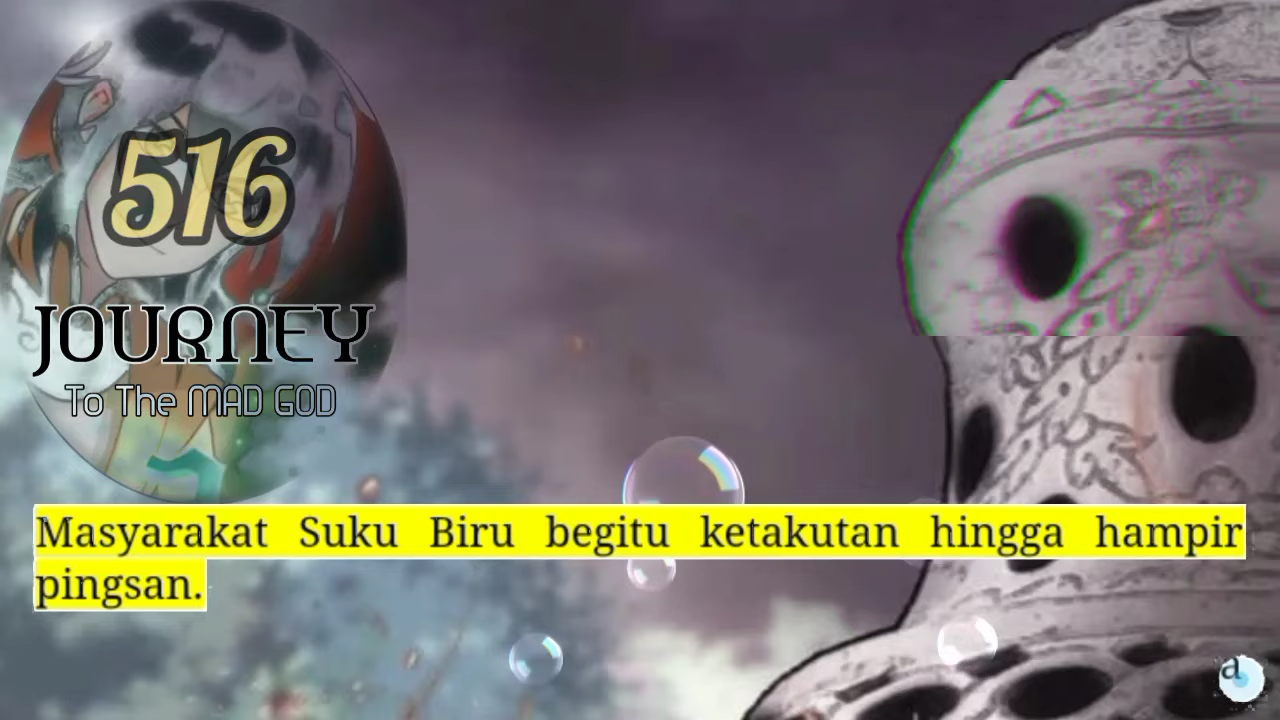 516
JOURNEY
To The MAD GOD
Masyarakat Suku Biru begitu ketakutan hingga hampir
pingsan.
a